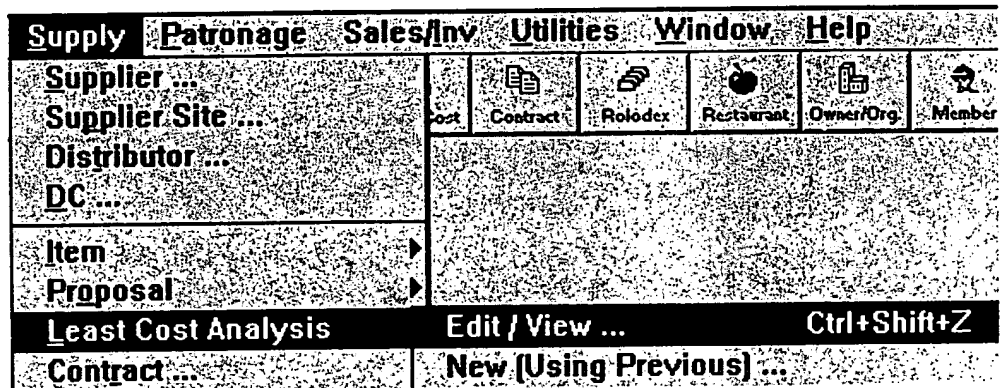 Supply Patronage Sales/Inv Utilities Window Help
Supplier ...
Supplier Site ...
Distributor ...
DC ...
Cost Contract Rolodex Restaurant Owner/Org. Member
Item
Proposal
Least Cost Analysis Edit / View ... Ctrl+Shift+Z
Contract ... New (Using Previous) ...